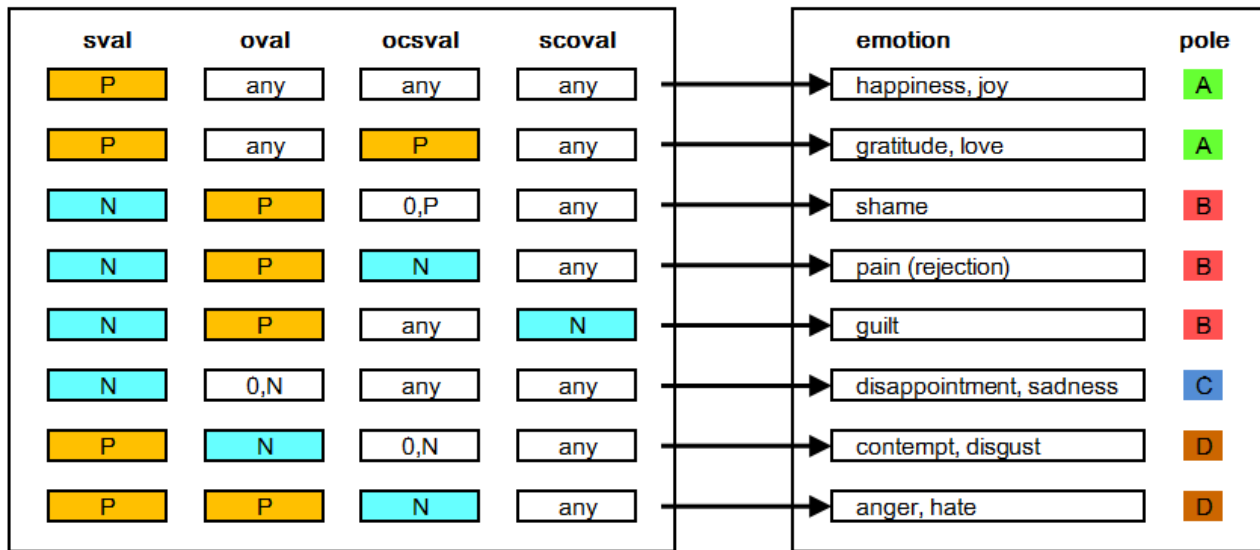 sval oval ocsval scoval emotion pole
P any any any happiness, joy A
P any P any gratitude, love A
N P 0,P any shame B
N P N any pain (rejection) B
N P any N guilt B
N 0,N any any disappointment, sadness C
P N 0,N any contempt, disgust D
P P N any anger, hate D